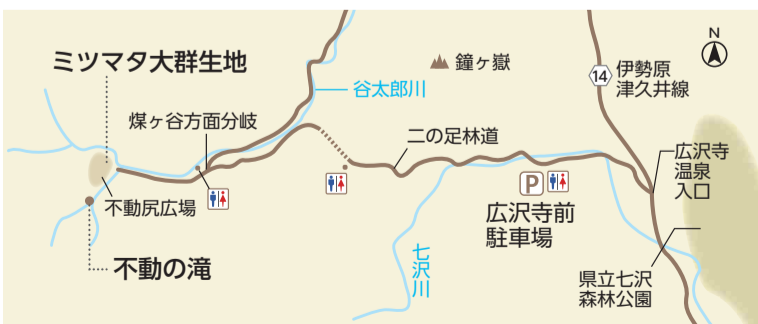 ミツマタ大群生地
煤ヶ谷方面分岐
不動尻広場
不動の滝
谷太郎川
鐘ヶ嶽
二の足林道
七沢川
P
広沢寺前
駐車場
14
伊勢原
津久井線
N
広沢寺
温泉
入口
県立七沢
森林公園